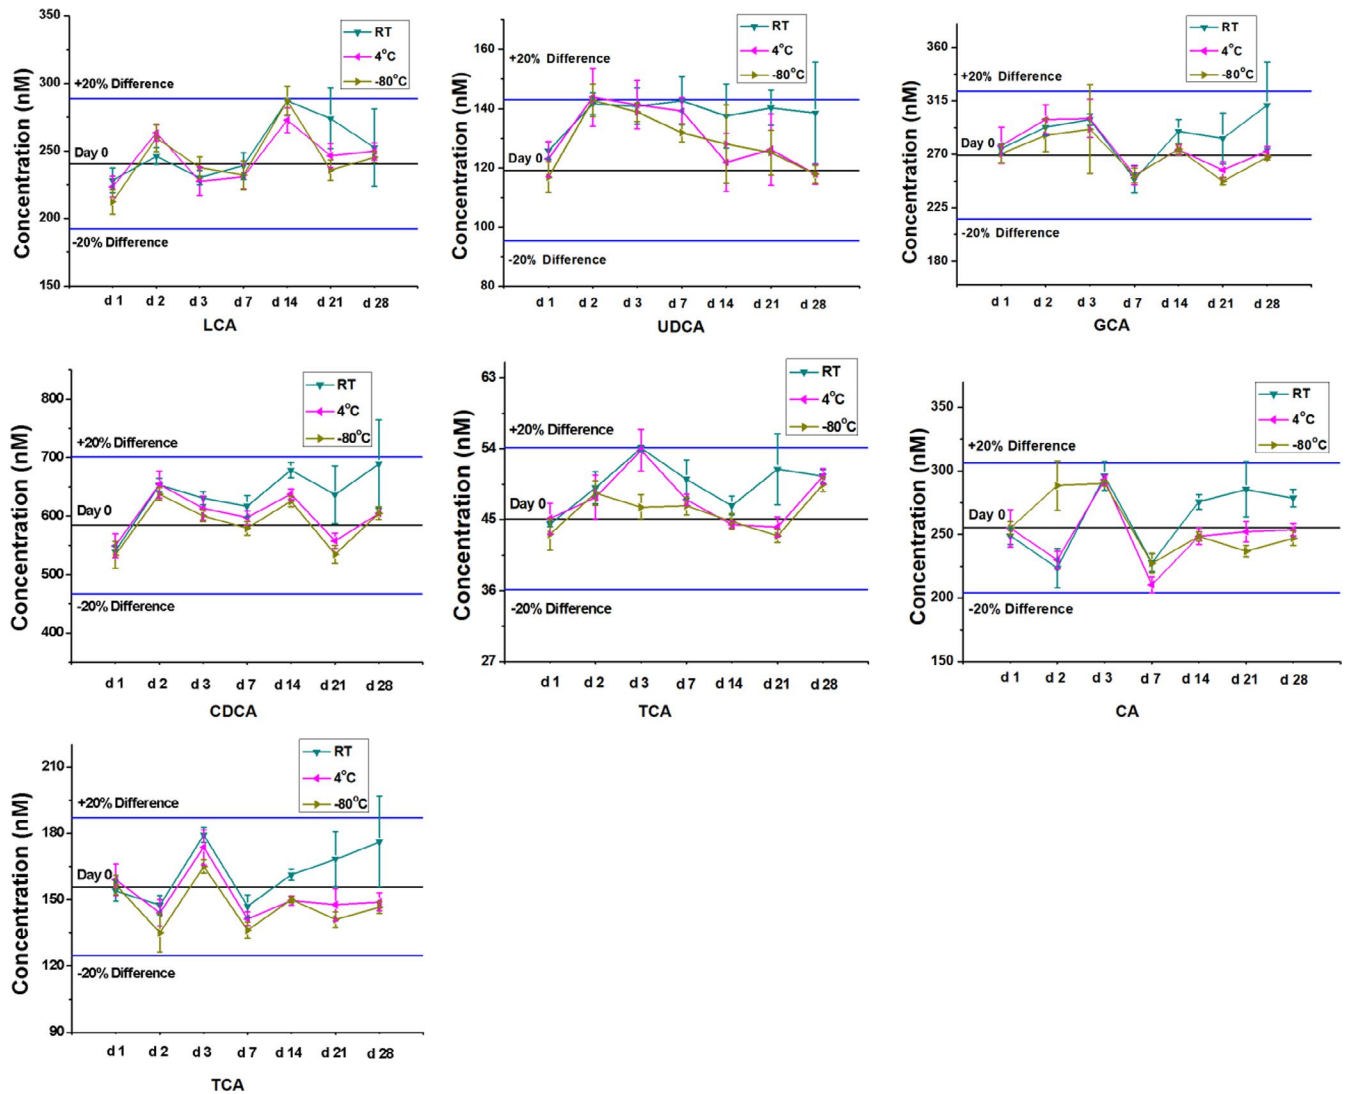 350
300
250
200
150
Concentration (nM)
+20% Difference
Day 0
-20% Difference
RT
4°C
-80°C
d 1 d 2 d 3 d 7 d 14 d 21 d 28
LCA
160
140
120
100
80
Concentration (nM)
+20% Difference
Day 0
-20% Difference
RT
4°C
-80°C
d 1 d 2 d 3 d 7 d 14 d 21 d 28
UDCA
360
315
270
225
180
Concentration (nM)
+20% Difference
Day 0
-20% Difference
RT
4°C
-80°C
d 1 d 2 d 3 d 7 d 14 d 21 d 28
GCA
800
700
600
500
400
Concentration (nM)
+20% Difference
Day 0
-20% Difference
RT
4°C
-80°C
d 1 d 2 d 3 d 7 d 14 d 21 d 28
CDCA
63
54
45
36
27
Concentration (nM)
+20% Difference
Day 0
-20% Difference
RT
4°C
-80°C
d 1 d 2 d 3 d 7 d 14 d 21 d 28
TCA
350
300
250
200
150
Concentration (nM)
+20% Difference
Day 0
-20% Difference
RT
4°C
-80°C
d 1 d 2 d 3 d 7 d 14 d 21 d 28
CA
210
180
150
120
90
Concentration (nM)
+20% Difference
Day 0
-20% Difference
RT
4°C
-80°C
d 1 d 2 d 3 d 7 d 14 d 21 d 28
TCA